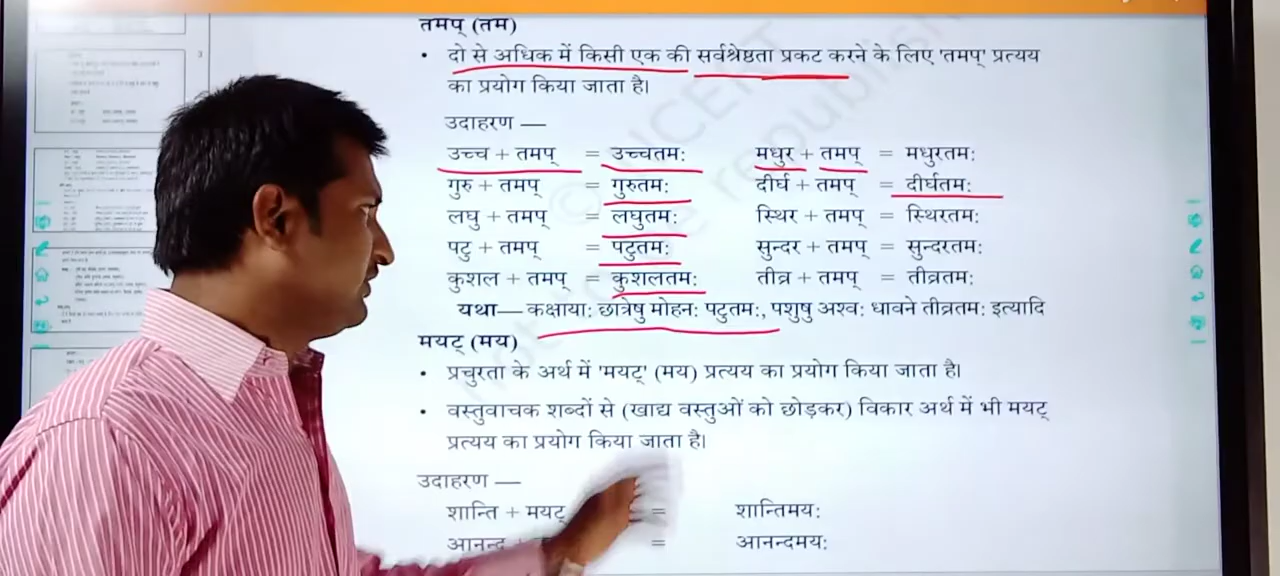 तमप् (तम)
• दो से अधिक में किसी एक की सर्वश्रेष्ठता प्रकट करने के लिए 'तमप्' प्रत्यय
का प्रयोग किया जाता है।
उदाहरण —
उच्च + तमप् = उच्चतम: मधुर + तमप् = मधुरतम:
गुरु + तमप् = गुरुतम: दीर्घ + तमप् = दीर्घतम:
लघु + तमप् = लघुतम: स्थिर + तमप् = स्थिरतम:
पटु + तमप् = पटुतम: सुन्दर + तमप् = सुन्दरतम:
कुशल + तमप् = कुशलतम: तीव्र + तमप् = तीव्रतम:
यथा— कक्षाया: छात्रेषु मोहन: पटुतम:, पशुषु अश्व: धावने तीव्रतम: इत्यादि
मयट् (मय)
• प्रचुरता के अर्थ में 'मयट्' (मय) प्रत्यय का प्रयोग किया जाता है।
• वस्तुवाचक शब्दों से (खाद्य वस्तुओं को छोड़कर) विकार अर्थ में भी मयट्
प्रत्यय का प्रयोग किया जाता है।
उदाहरण —
शान्ति + मयट् = शान्तिमय:
आनन्द + = आनन्दमय: